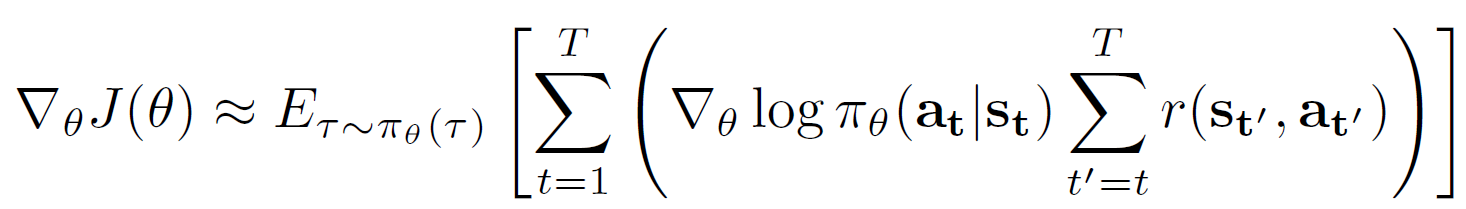 ∇_θ J(θ) ≈ E_{τ∼π_θ(τ)} [ ∑_{t=1}^{T} ( ∇_θ log π_θ(𝐚_𝐭|𝐬_𝐭) ∑_{t′=t}^{T} r(𝐬_{𝐭′}, 𝐚_{𝐭′}) ) ]